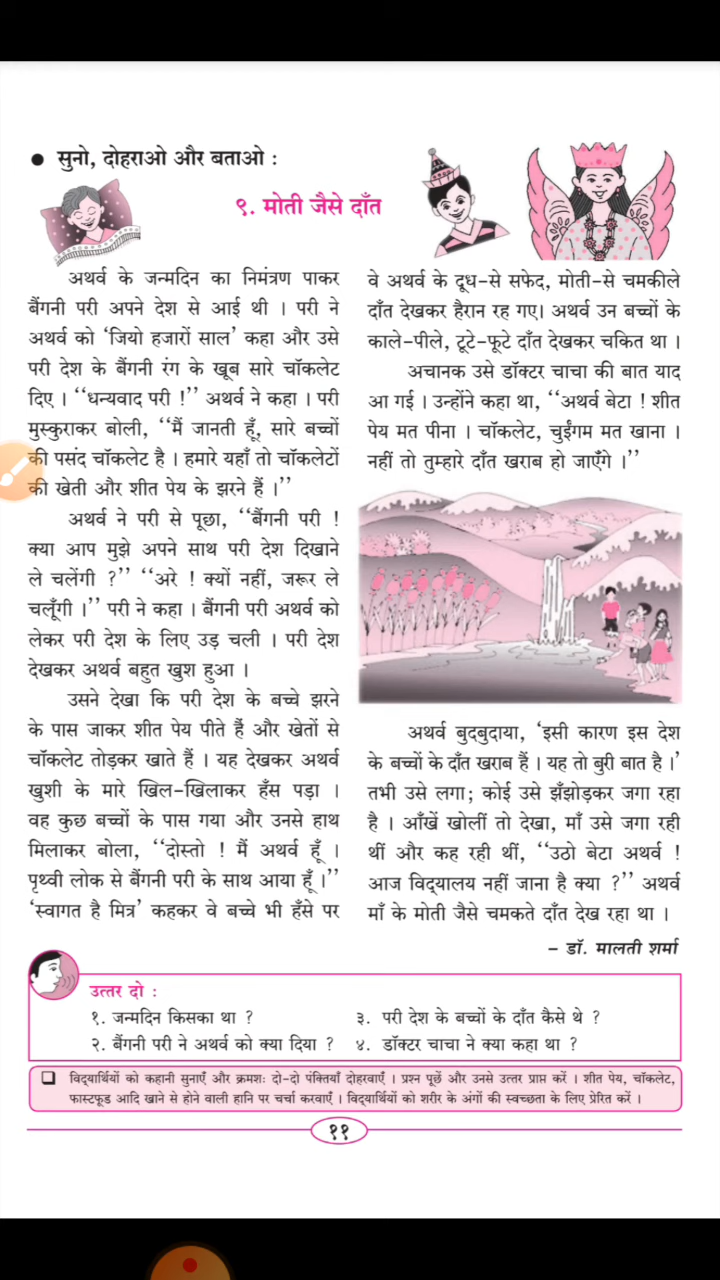 ● सुनो, दोहराओ और बताओ :
९. मोती जैसे दाँत
अथर्व के जन्मदिन का निमंत्रण पाकर
बैंगनी परी अपने देश से आई थी । परी ने
अथर्व को ‘जियो हजारों साल’ कहा और उसे
परी देश के बैंगनी रंग के खूब सारे चॉकलेट
दिए । ‘‘धन्यवाद परी !’’ अथर्व ने कहा । परी
मुस्कुराकर बोली, ‘‘मैं जानती हूँ, सारे बच्चों
की पसंद चॉकलेट है । हमारे यहाँ तो चॉकलेटों
की खेती और शीत पेय के झरने हैं ।’’
अथर्व ने परी से पूछा, ‘‘बैंगनी परी !
क्या आप मुझे अपने साथ परी देश दिखाने
ले चलेंगी ?’’ ‘‘अरे ! क्यों नहीं, जरूर ले
चलूँगी ।’’ परी ने कहा । बैंगनी परी अथर्व को
लेकर परी देश के लिए उड़ चली । परी देश
देखकर अथर्व बहुत खुश हुआ ।
उसने देखा कि परी देश के बच्चे झरने
के पास जाकर शीत पेय पीते हैं और खेतों से
चॉकलेट तोड़कर खाते हैं । यह देखकर अथर्व
खुशी के मारे खिल-खिलाकर हँस पड़ा ।
वह कुछ बच्चों के पास गया और उनसे हाथ
मिलाकर बोला, ‘‘दोस्तो ! मैं अथर्व हूँ ।
पृथ्वी लोक से बैंगनी परी के साथ आया हूँ ।’’
‘स्वागत है मित्र’ कहकर वे बच्चे भी हँसे पर
वे अथर्व के दूध-से सफेद, मोती-से चमकीले
दाँत देखकर हैरान रह गए। अथर्व उन बच्चों के
काले-पीले, टूटे-फूटे दाँत देखकर चकित था ।
अचानक उसे डॉक्टर चाचा की बात याद
आ गई । उन्होंने कहा था, ‘‘अथर्व बेटा ! शीत
पेय मत पीना । चॉकलेट, चुईंगम मत खाना ।
नहीं तो तुम्हारे दाँत खराब हो जाएँगे ।’’
अथर्व बुदबुदाया, ‘इसी कारण इस देश
के बच्चों के दाँत खराब हैं । यह तो बुरी बात है ।’
तभी उसे लगा; कोई उसे झँझोड़कर जगा रहा
है । आँखें खोलीं तो देखा, माँ उसे जगा रही
थीं और कह रही थीं, ‘‘उठो बेटा अथर्व !
आज विद्‌यालय नहीं जाना है क्या ?’’ अथर्व
माँ के मोती जैसे चमकते दाँत देख रहा था ।
– डॉ. मालती शर्मा
उत्तर दो :
१. जन्मदिन किसका था ?
२. बैंगनी परी ने अथर्व को क्या दिया ?
३. परी देश के बच्चों के दाँत कैसे थे ?
४. डॉक्टर चाचा ने क्या कहा था ?
❑ विद्‌यार्थियों को कहानी सुनाएँ और क्रमशः दो-दो पंक्तियाँ दोहरवाएँ । प्रश्न पूछें और उनसे उत्तर प्राप्त करें । शीत पेय, चॉकलेट,
फास्टफूड आदि खाने से होने वाली हानि पर चर्चा करवाएँ । विद्‌यार्थियों को शरीर के अंगों की स्वच्छता के लिए प्रेरित करें ।
११